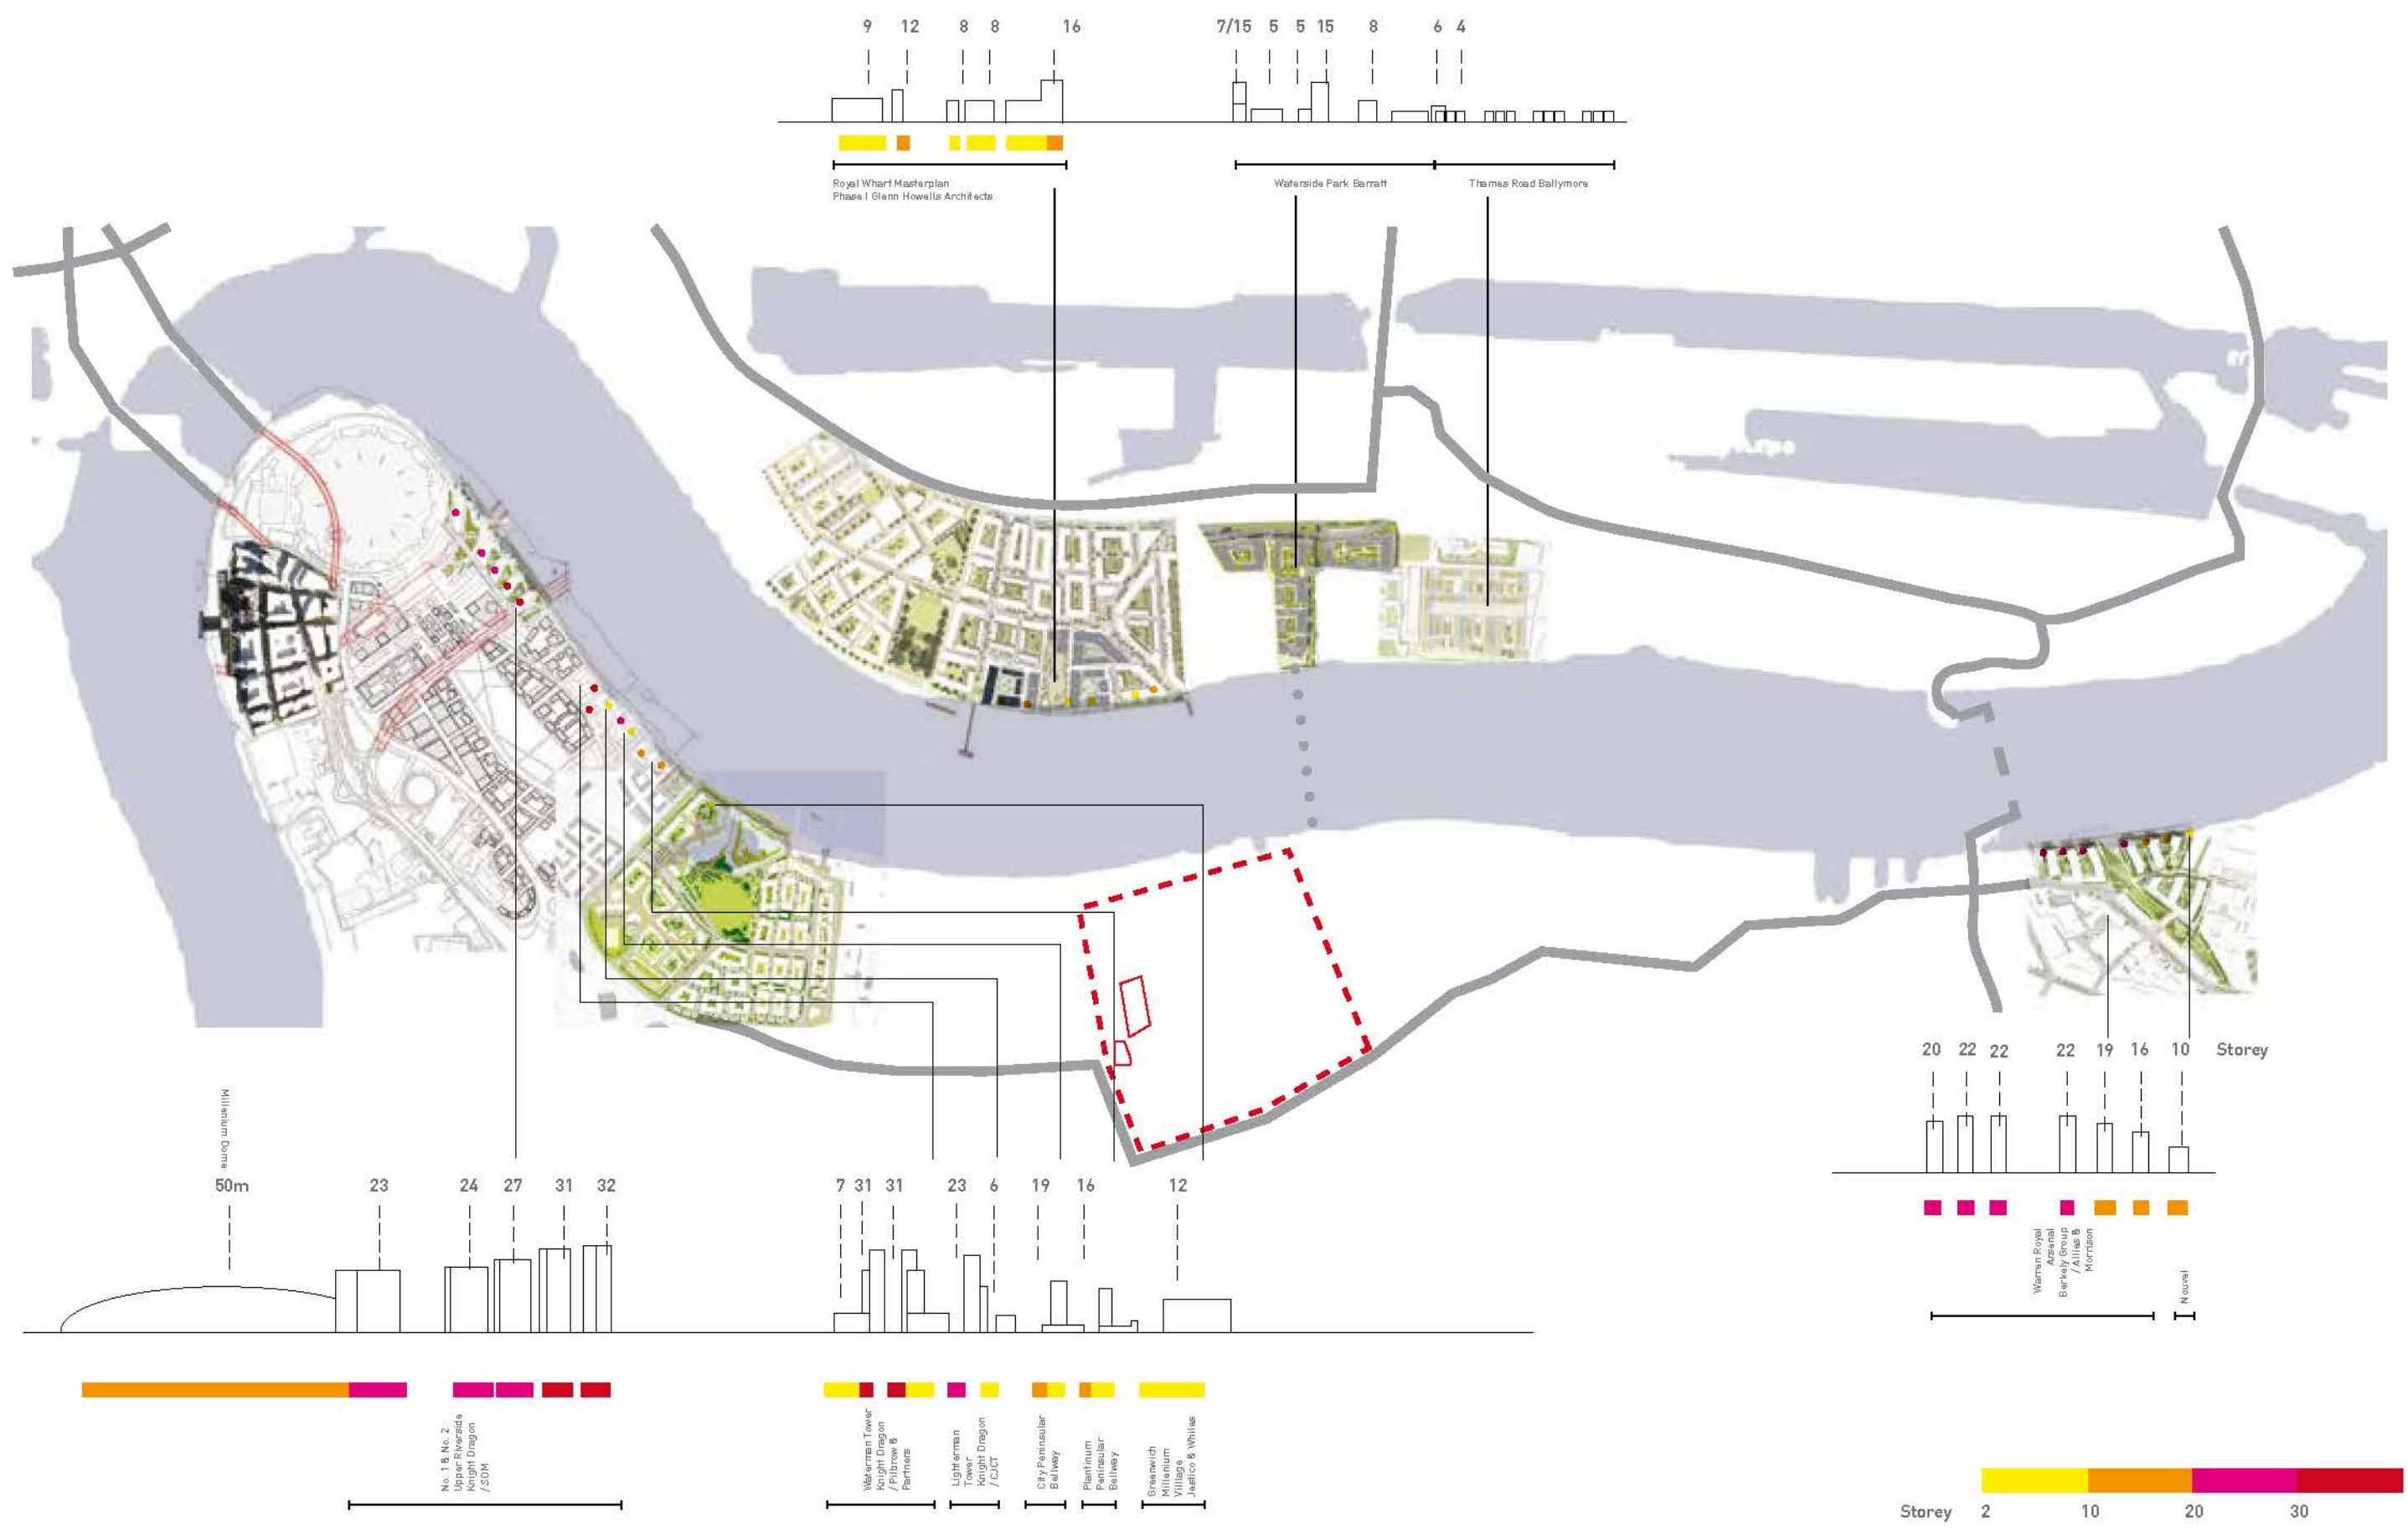 9 12 8 8 16 7/15 5 5 15 8 6 4
Royal Wharf Masterplan
Phase I Glenn Howells Architects
Waterside Park Barratt
Thames Road Ballymore
20 22 22 22 19 16 10 Storey
Warren Royal
Arsenal
Berkely Group
/ Allies &
Morrison
Nouvel
Millenium Dome
50m 23 24 27 31 32 7 31 31 23 6 19 16 12
No. 1 & No. 2
Upper Riverside
Knight Dragon
/ SOM
Waterman Tower
Knight Dragon
/ Pilbrow &
Partners
Lighterman
Tower
Knight Dragon
/ CJCT
City Peninsular
Bellway
Plantinum
Peninsular
Bellway
Greenwich
Millenium
Village
Jestico & Whiles
Storey 2 10 20 30